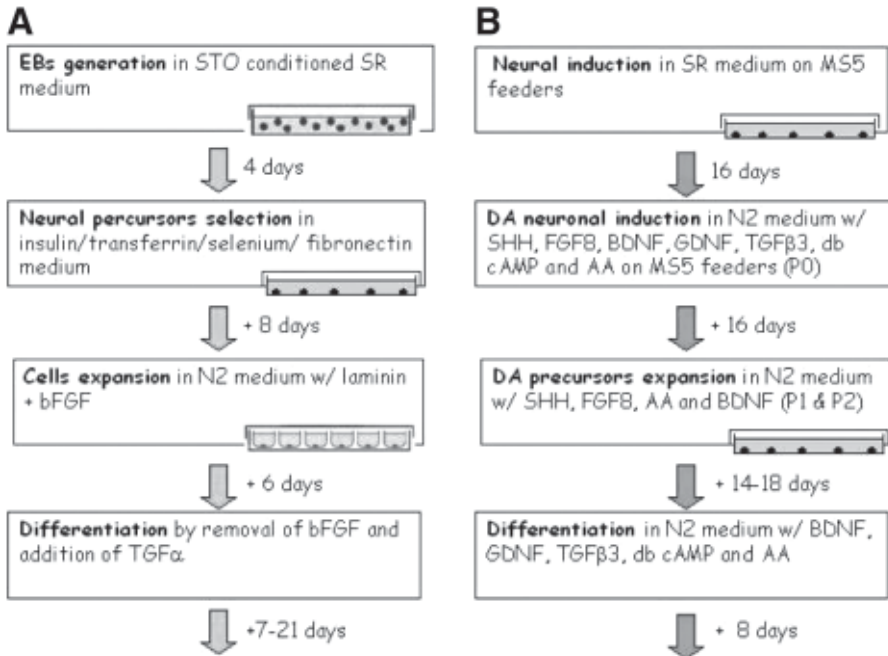 A
EBs generation in STO conditioned SR
medium
4 days
Neural percursors selection in
insulin/transferrin/selenium/ fibronectin
medium
+ 8 days
Cells expansion in N2 medium w/ laminin
+ bFGF
+ 6 days
Differentiation by removal of bFGF and
addition of TGFα
+7-21 days
B
Neural induction in SR medium on MS5
feeders
16 days
DA neuronal induction in N2 medium w/
SHH, FGF8, BDNF, GDNF, TGFβ3, db
cAMP and AA on MS5 feeders (P0)
+ 16 days
DA precursors expansion in N2 medium
w/ SHH, FGF8, AA and BDNF (P1 & P2)
+ 14-18 days
Differentiation in N2 medium w/ BDNF,
GDNF, TGFβ3, db cAMP and AA
+ 8 days